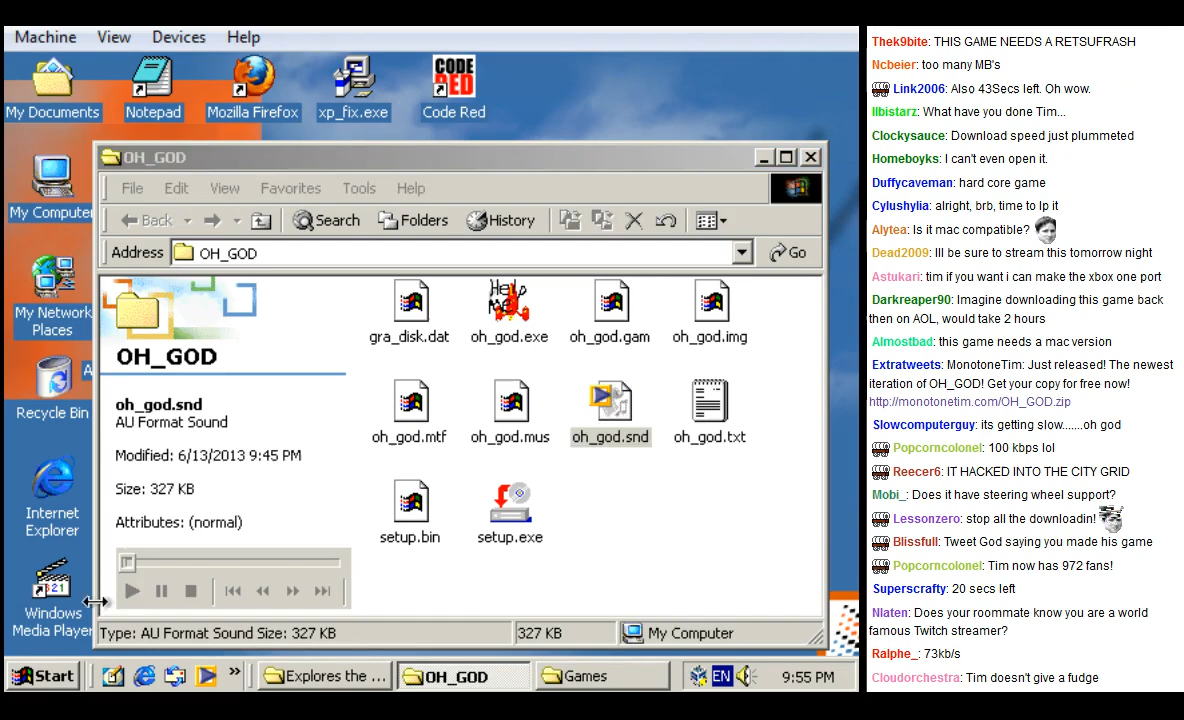 Machine View Devices Help
My Documents Notepad Mozilla Firefox xp_fix.exe CODE RED Code Red
My Computer
My Network Places
Recycle Bin
Internet Explorer
Windows Media Player
OH_GOD
File Edit View Favorites Tools Help
Back Search Folders History
Address OH_GOD Go
OH_GOD
oh_god.snd
AU Format Sound
Modified: 6/13/2013 9:45 PM
Size: 327 KB
Attributes: (normal)
gra_disk.dat Help Me! oh_god.exe oh_god.gam oh_god.img
oh_god.mtf oh_god.mus oh_god.snd oh_god.txt
setup.bin setup.exe
Type: AU Format Sound Size: 327 KB 327 KB My Computer
Start » Explores the ... OH_GOD Games EN 9:55 PM
Thek9bite: THIS GAME NEEDS A RETSUFRASH
Ncbeier: too many MB's
Link2006: Also 43Secs left. Oh wow.
Ilbistarz: What have you done Tim...
Clockysauce: Download speed just plummeted
Homeboyks: I can't even open it.
Duffycaveman: hard core game
Cylushylia: alright, brb, time to lp it
Alytea: Is it mac compatible?
Dead2009: Ill be sure to stream this tomorrow night
Astukari: tim if you want i can make the xbox one port
Darkreaper90: Imagine downloading this game back
then on AOL, would take 2 hours
Almostbad: this game needs a mac version
Extratweets: MonotoneTim: Just released! The newest
iteration of OH_GOD! Get your copy for free now!
http://monotonetim.com/OH_GOD.zip
Slowcomputerguy: its getting slow.......oh god
Popcorncolonel: 100 kbps lol
Reecer6: IT HACKED INTO THE CITY GRID
Mobi_: Does it have steering wheel support?
Lessonzero: stop all the downloadin!
Blissfull: Tweet God saying you made his game
Popcorncolonel: Tim now has 972 fans!
Superscrafty: 20 secs left
Nlaten: Does your roommate know you are a world
famous Twitch streamer?
Ralphe_: 73kb/s
Cloudorchestra: Tim doesn't give a fudge